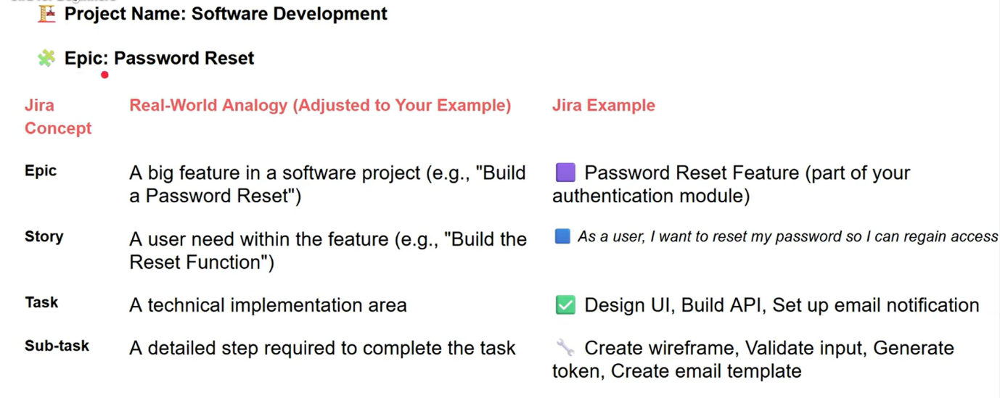 Project Name: Software Development
Epic: Password Reset
Jira Concept
Real-World Analogy (Adjusted to Your Example)
Jira Example
Epic
A big feature in a software project (e.g., "Build
a Password Reset")
Password Reset Feature (part of your
authentication module)
Story
A user need within the feature (e.g., "Build the
Reset Function")
As a user, I want to reset my password so I can regain access
Task
A technical implementation area
Design UI, Build API, Set up email notification
Sub-task
A detailed step required to complete the task
Create wireframe, Validate input, Generate
token, Create email template